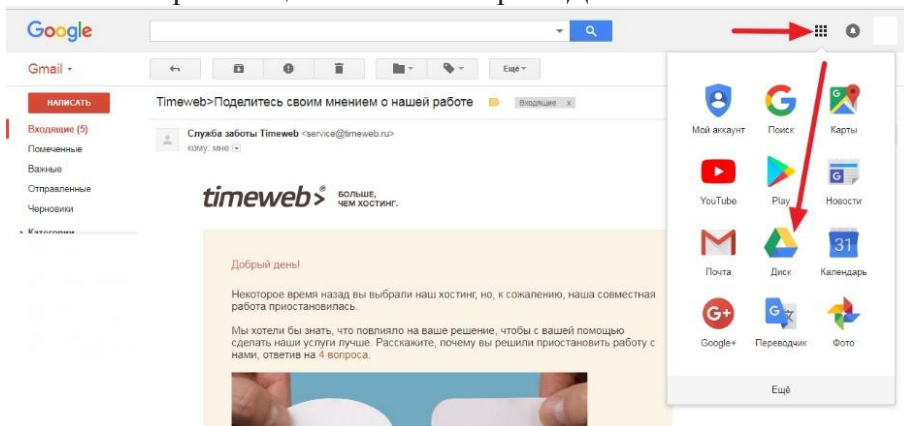 Google
Gmail
Ещё
НАПИСАТЬ
Входящие (5)
Помеченные
Важные
Отправленные
Черновики
Категории
Timeweb>Поделитесь своим мнением о нашей работе
Входящие x
Служба заботы Timeweb <service@timeweb.ru>
кому: мне
timeweb>® БОЛЬШЕ,
ЧЕМ ХОСТИНГ.
Добрый день!
Некоторое время назад вы выбрали наш хостинг, но, к сожалению, наша совместная
работа приостановилась.
Мы хотели бы знать, что повлияло на ваше решение, чтобы с вашей помощью
сделать наши услуги лучше. Расскажите, почему вы решили приостановить работу с
нами, ответив на 4 вопроса.
Мой аккаунт Поиск Карты
YouTube Play Новости
31
Почта Диск Календарь
G+ G 文
Google+ Переводчик Фото
Ещё